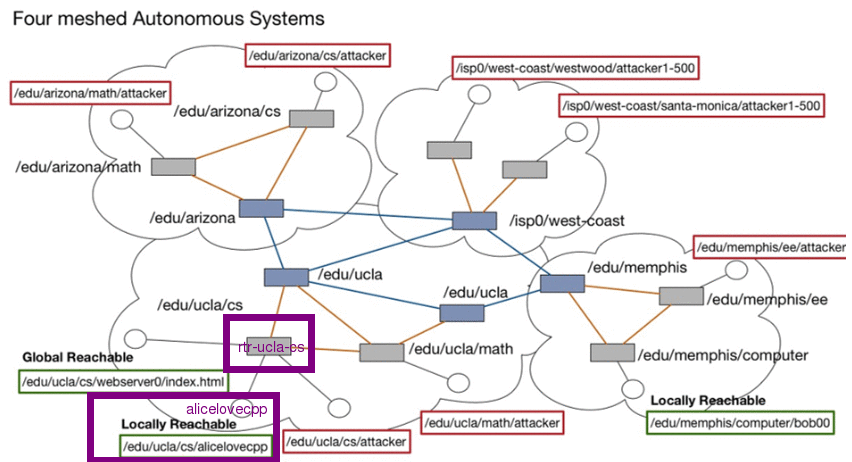 Four meshed Autonomous Systems
/edu/arizona/cs/attacker
/isp0/west-coast/westwood/attacker1-500
/edu/arizona/math/attacker
/isp0/west-coast/santa-monica/attacker1-500
/edu/arizona/cs
/edu/arizona/math
/edu/arizona
/isp0/west-coast
/edu/memphis/ee/attacker
/edu/ucla
/edu/memphis
/edu/ucla
/edu/memphis/ee
/edu/ucla/cs
rtr-ucla-cs
/edu/ucla/math
/edu/memphis/computer
Global Reachable
/edu/ucla/cs/webserver0/index.html
alicelovecpp
Locally Reachable
/edu/ucla/cs/alicelovecpp
/edu/ucla/cs/attacker
/edu/ucla/math/attacker
Locally Reachable
/edu/memphis/computer/bob00